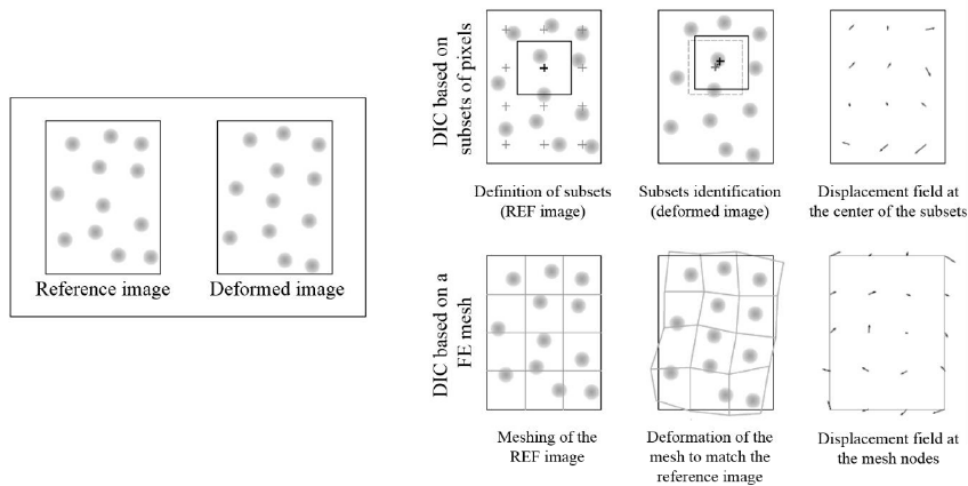 Reference image
Deformed image
DIC based on
subsets of pixels
Definition of subsets
(REF image)
Subsets identification
(deformed image)
Displacement field at
the center of the subsets
DIC based on a
FE mesh
Meshing of the
REF image
Deformation of the
mesh to match the
reference image
Displacement field at
the mesh nodes